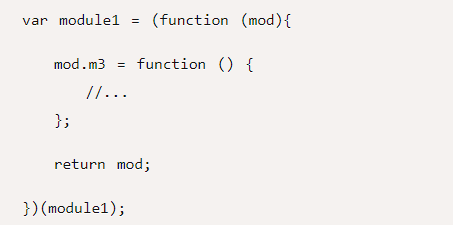 var module1 = (function (mod){
mod.m3 = function () {
//...
};
return mod;
})(module1);